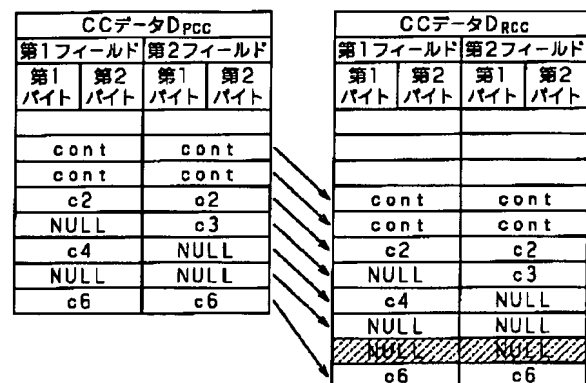 CCデータDPCC
第1フィールド 第2フィールド
第1バイト 第2バイト 第1バイト 第2バイト
cont cont
cont cont
c2 c2
NULL c3
c4 NULL
NULL NULL
c6 c6
CCデータDRCC
第1フィールド 第2フィールド
第1バイト 第2バイト 第1バイト 第2バイト
cont cont
cont cont
c2 c2
NULL c3
c4 NULL
NULL NULL
NULL NULL
c6 c6